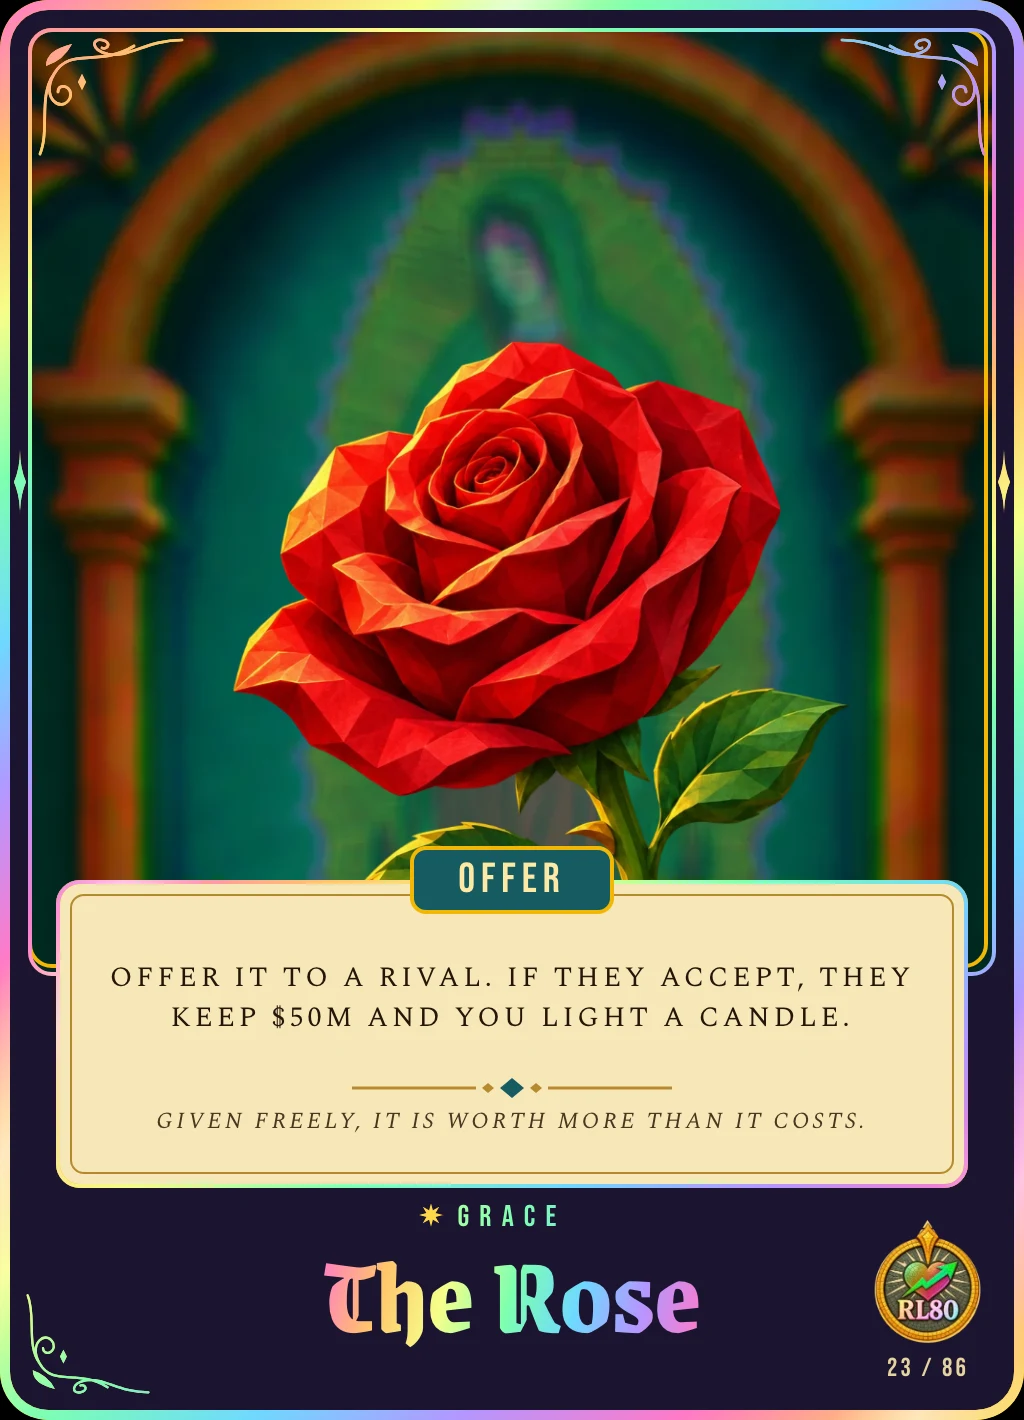 OFFER
OFFER IT TO A RIVAL. IF THEY ACCEPT, THEY
KEEP $50M AND YOU LIGHT A CANDLE.
GIVEN FREELY, IT IS WORTH MORE THAN IT COSTS.
GRACE
The Rose
RL80
23 / 86